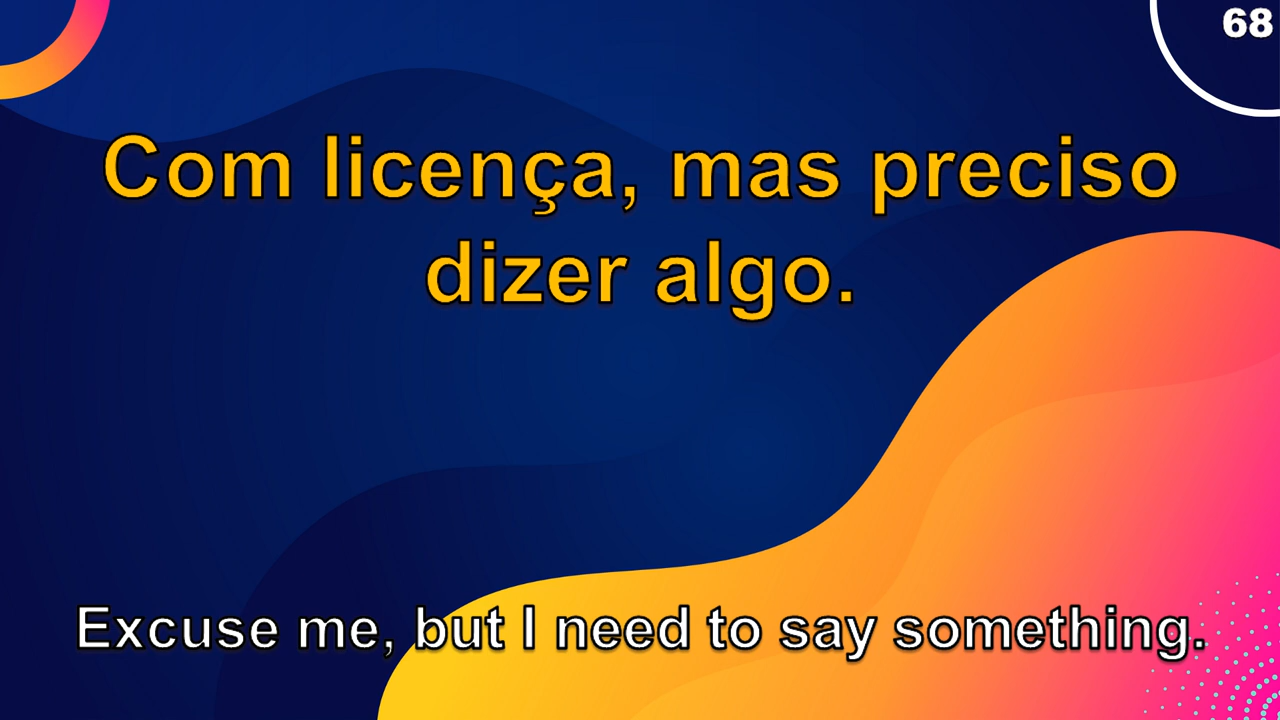 68
Com licença, mas preciso
dizer algo.
Excuse me, but I need to say something.